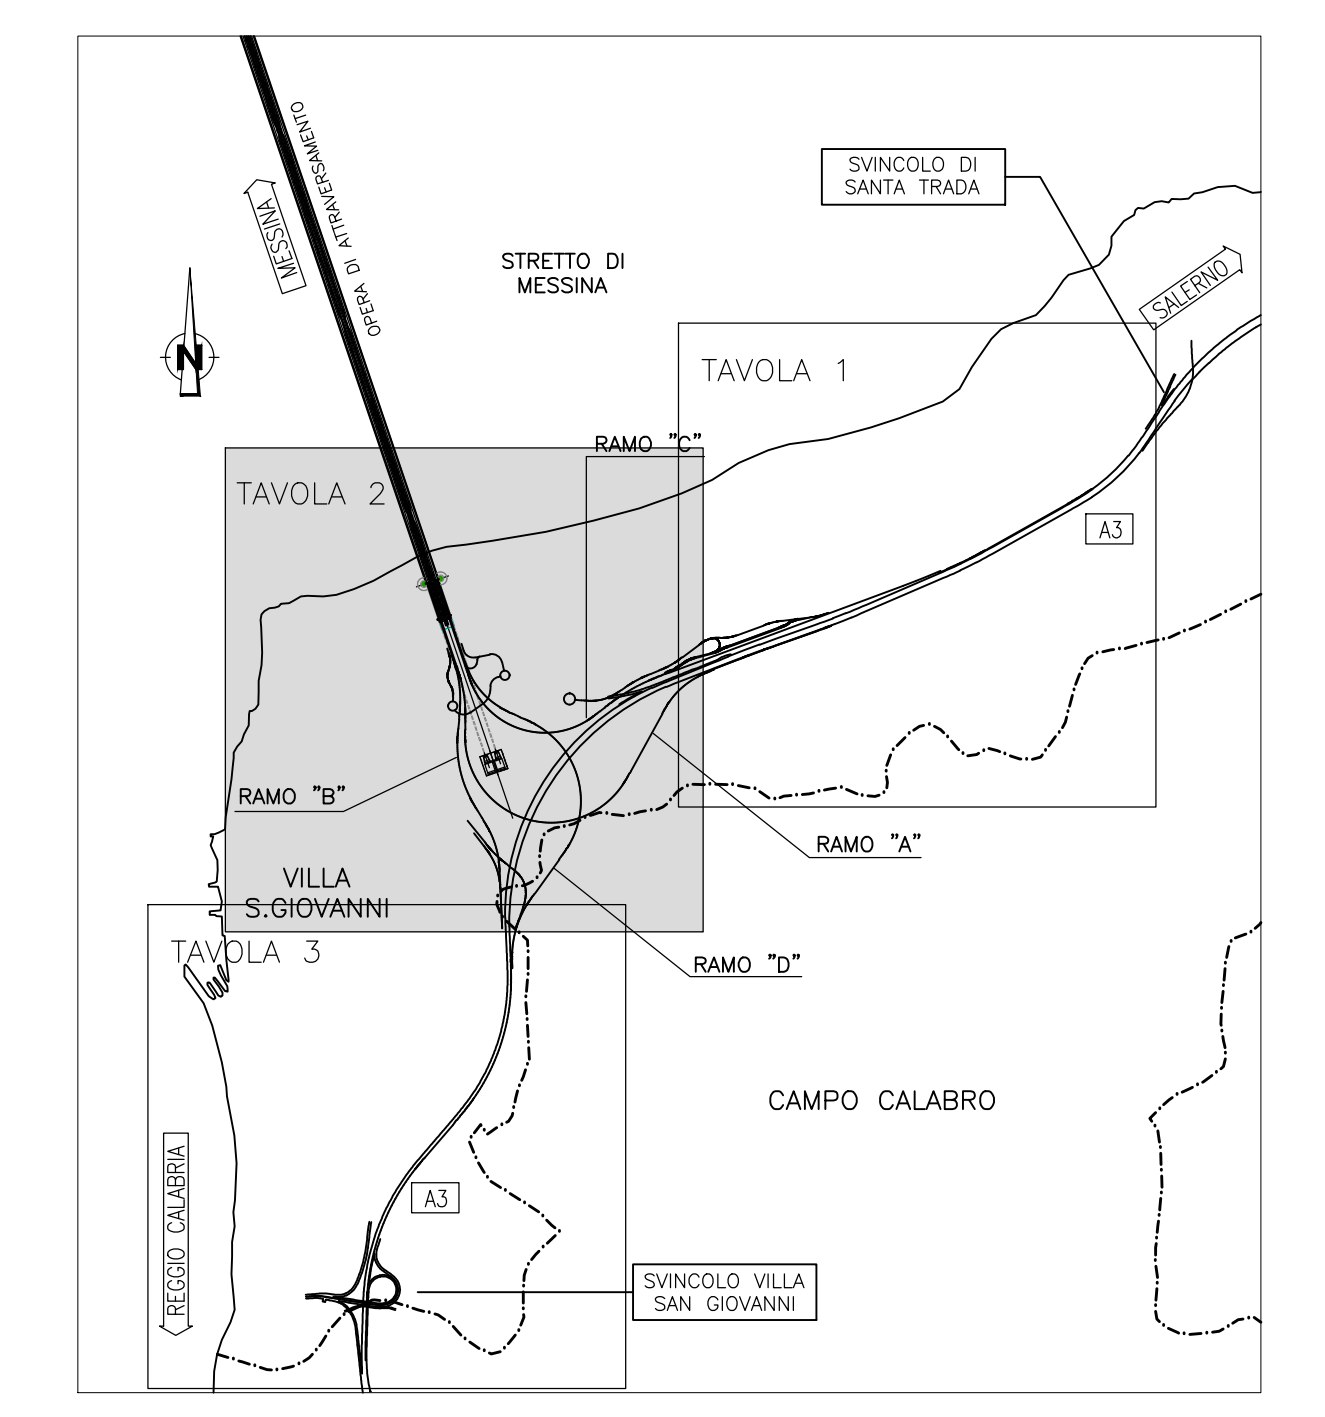 OPERA DI ATTRAVERSAMENTO
MESSINA
SVINCOLO DI
SANTA TRADA
STRETTO DI
MESSINA
SALERNO
N
TAVOLA 1
RAMO "C"
TAVOLA 2
A3
RAMO "B"
RAMO "A"
VILLA
S.GIOVANNI
TAVOLA 3
RAMO "D"
CAMPO CALABRO
REGGIO CALABRIA
A3
SVINCOLO VILLA
SAN GIOVANNI